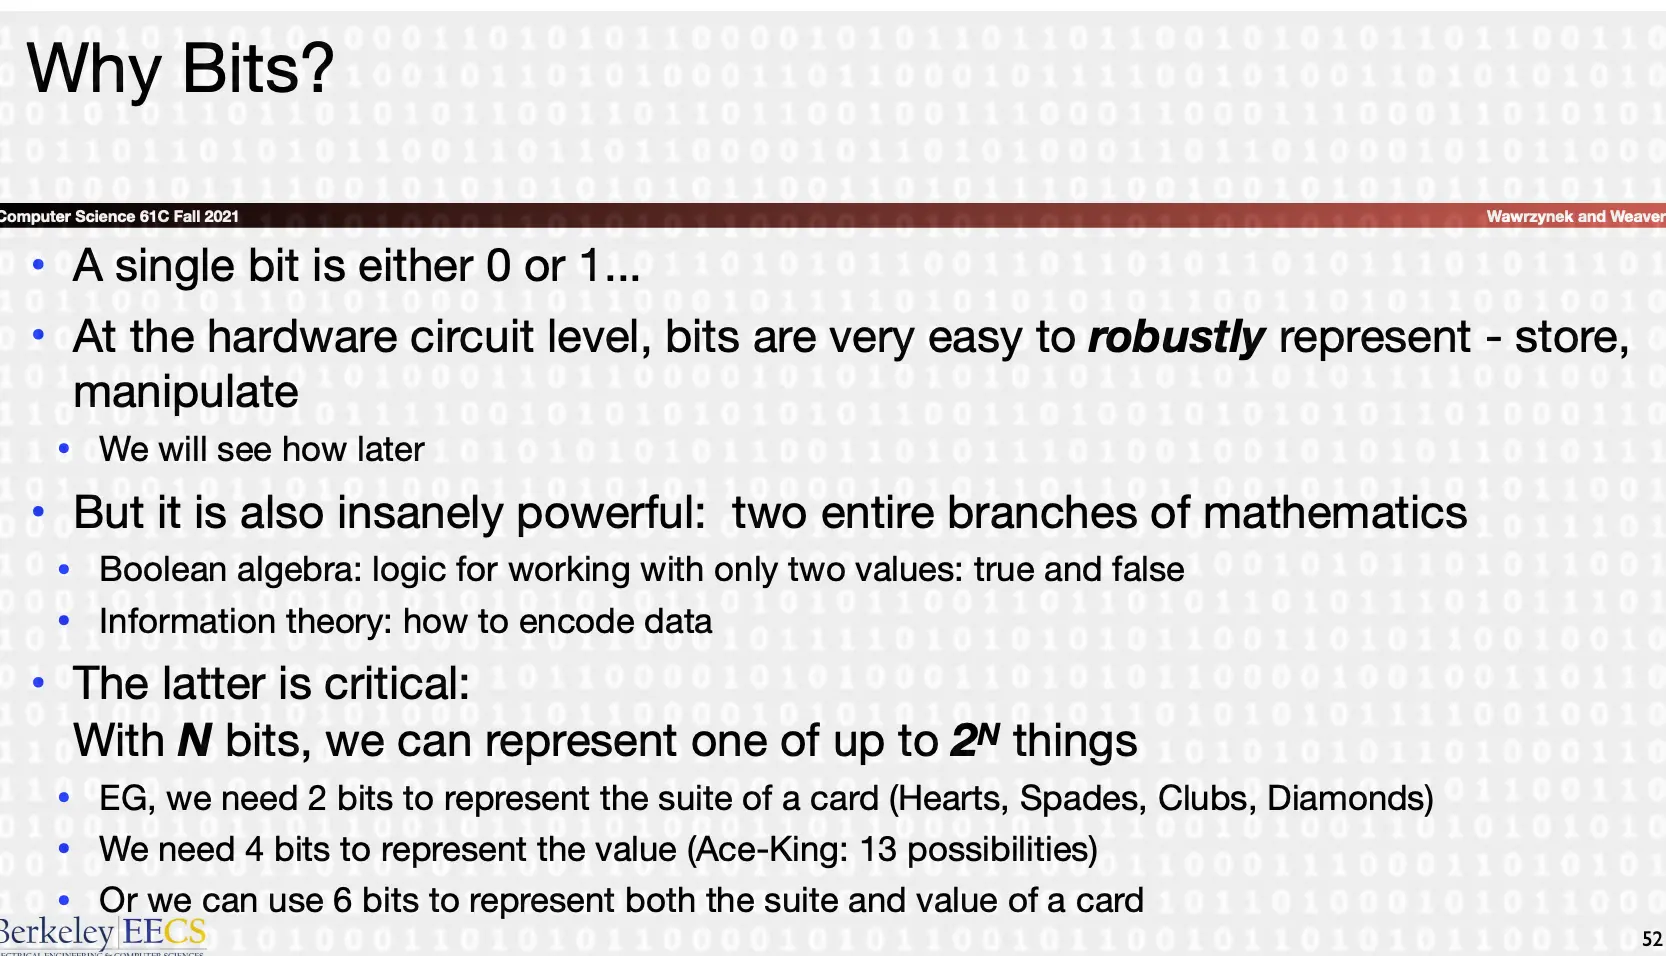 Why Bits?
Computer Science 61C Fall 2021
Wawrzynek and Weaver
• A single bit is either 0 or 1...
• At the hardware circuit level, bits are very easy to robustly represent - store,
manipulate
• We will see how later
• But it is also insanely powerful: two entire branches of mathematics
• Boolean algebra: logic for working with only two values: true and false
• Information theory: how to encode data
• The latter is critical:
With N bits, we can represent one of up to 2ᴺ things
• EG, we need 2 bits to represent the suite of a card (Hearts, Spades, Clubs, Diamonds)
• We need 4 bits to represent the value (Ace-King: 13 possibilities)
• Or we can use 6 bits to represent both the suite and value of a card
Berkeley EECS
ELECTRICAL ENGINEERING & COMPUTER SCIENCES
52